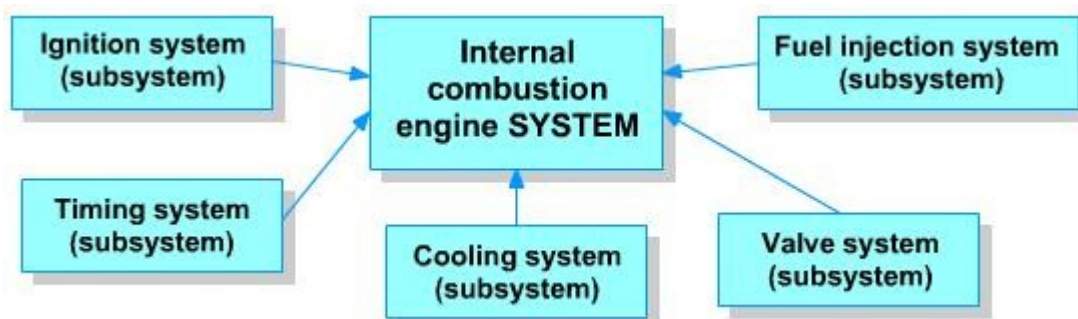 Ignition system
(subsystem)
Internal
combustion
engine SYSTEM
Fuel injection system
(subsystem)
Timing system
(subsystem)
Cooling system
(subsystem)
Valve system
(subsystem)